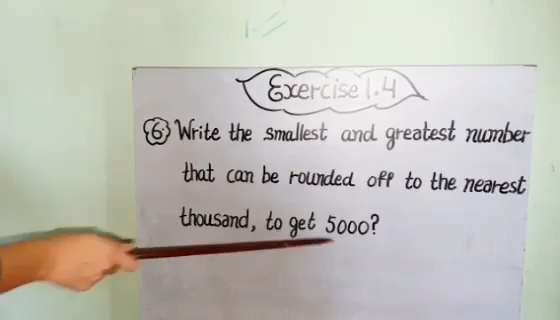 Exercise 1.4
6 Write the smallest and greatest number
that can be rounded off to the nearest
thousand, to get 5000?